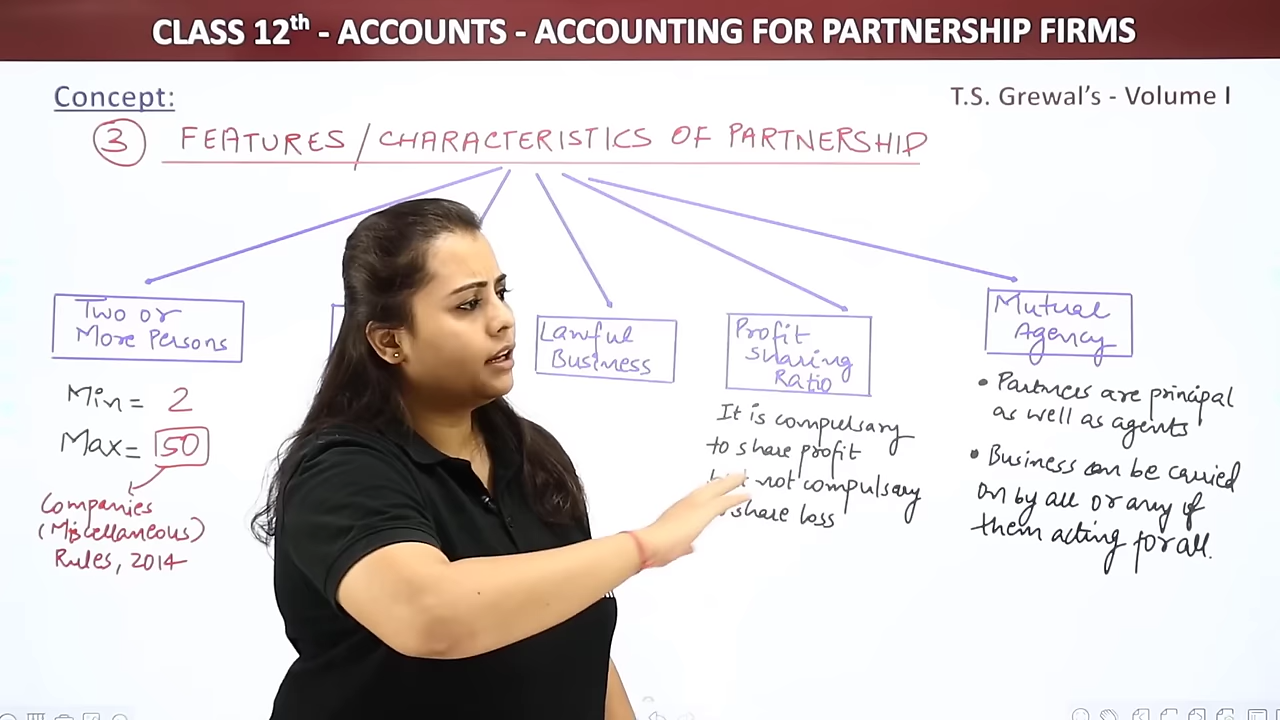 CLASS 12th - ACCOUNTS - ACCOUNTING FOR PARTNERSHIP FIRMS
Concept:
T.S. Grewal's - Volume I
3 FEATURES/CHARACTERISTICS OF PARTNERSHIP
Two or
More Persons
Min = 2
Max = 50
Companies
(Miscellaneous)
Rules, 2014
Lawful
Business
Profit
Sharing
Ratio
It is compulsary
to share profit
not compulsary
share loss
Mutual
Agency
• Partners are principal
as well as agents
• Business can be carried
on by all or any of
them acting for all.